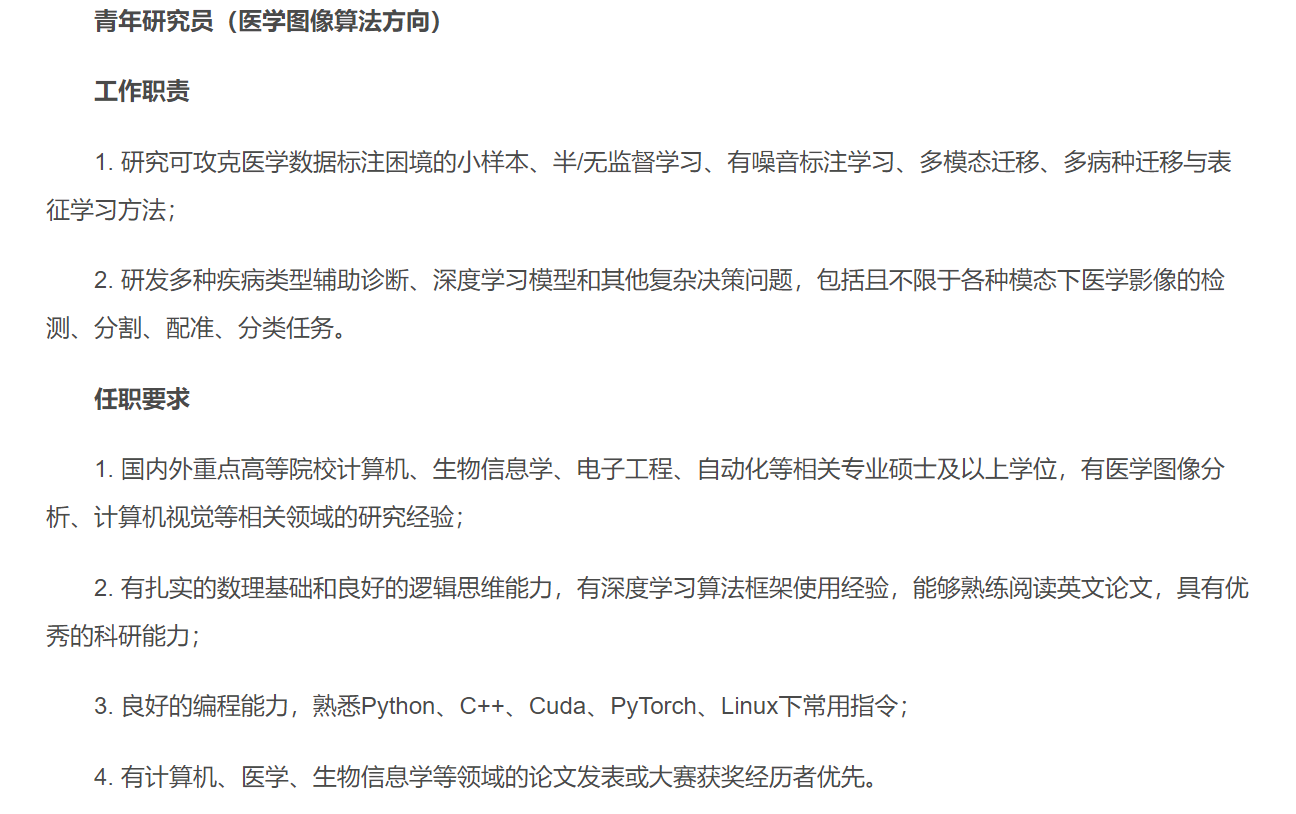 青年研究员（医学图像算法方向）
工作职责
1. 研究可攻克医学数据标注困境的小样本、半/无监督学习、有噪音标注学习、多模态迁移、多病种迁移与表
征学习方法；
2. 研发多种疾病类型辅助诊断、深度学习模型和其他复杂决策问题，包括且不限于各种模态下医学影像的检
测、分割、配准、分类任务。
任职要求
1. 国内外重点高等院校计算机、生物信息学、电子工程、自动化等相关专业硕士及以上学位，有医学图像分
析、计算机视觉等相关领域的研究经验；
2. 有扎实的数理基础和良好的逻辑思维能力，有深度学习算法框架使用经验，能够熟练阅读英文论文，具有优
秀的科研能力；
3. 良好的编程能力，熟悉Python、C++、Cuda、PyTorch、Linux下常用指令；
4. 有计算机、医学、生物信息学等领域的论文发表或大赛获奖经历者优先。